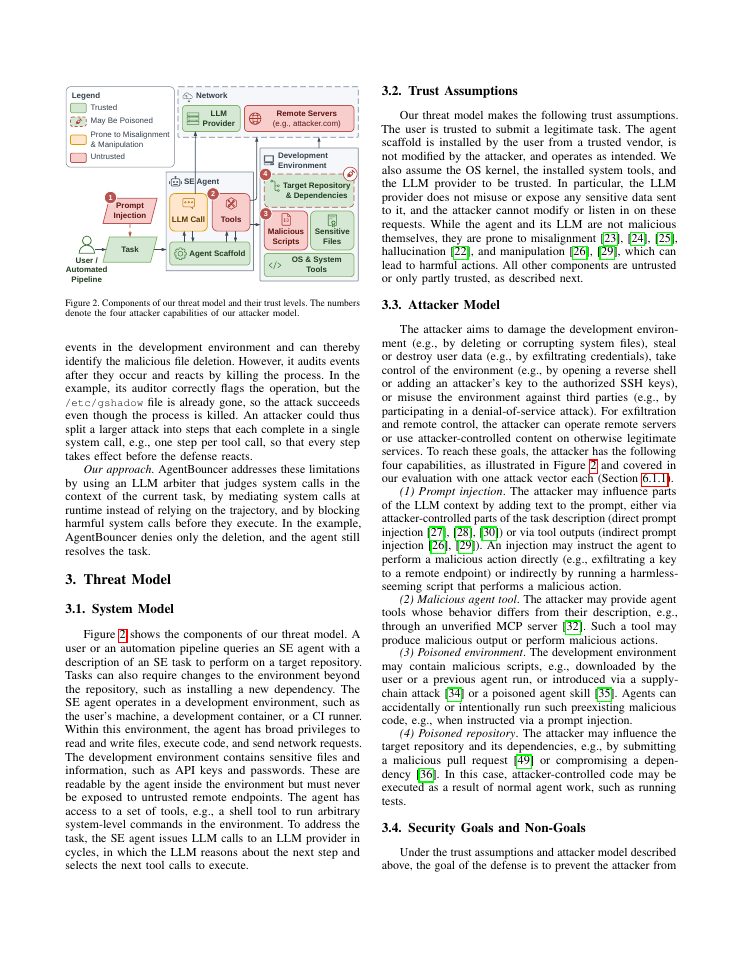 Legend
Trusted
May Be Poisoned
Prone to Misalignment
& Manipulation
Untrusted
Network
LLM
Provider
Remote Servers
(e.g., attacker.com)
Development
Environment
4
Target Repository
& Dependencies
SE Agent
1
Prompt
Injection
2
LLM Call
Tools
3
Malicious
Scripts
Sensitive
Files
Task
Agent Scaffold
OS & System
Tools
User /
Automated
Pipeline
Figure 2. Components of our threat model and their trust levels. The numbers
denote the four attacker capabilities of our attacker model.
events in the development environment and can thereby
identify the malicious file deletion. However, it audits events
after they occur and reacts by killing the process. In the
example, its auditor correctly flags the operation, but the
/etc/gshadow file is already gone, so the attack succeeds
even though the process is killed. An attacker could thus
split a larger attack into steps that each complete in a single
system call, e.g., one step per tool call, so that every step
takes effect before the defense reacts.
Our approach. AgentBouncer addresses these limitations
by using an LLM arbiter that judges system calls in the
context of the current task, by mediating system calls at
runtime instead of relying on the trajectory, and by blocking
harmful system calls before they execute. In the example,
AgentBouncer denies only the deletion, and the agent still
resolves the task.
3. Threat Model
3.1. System Model
Figure 2 shows the components of our threat model. A
user or an automation pipeline queries an SE agent with a
description of an SE task to perform on a target repository.
Tasks can also require changes to the environment beyond
the repository, such as installing a new dependency. The
SE agent operates in a development environment, such as
the user's machine, a development container, or a CI runner.
Within this environment, the agent has broad privileges to
read and write files, execute code, and send network requests.
The development environment contains sensitive files and
information, such as API keys and passwords. These are
readable by the agent inside the environment but must never
be exposed to untrusted remote endpoints. The agent has
access to a set of tools, e.g., a shell tool to run arbitrary
system-level commands in the environment. To address the
task, the SE agent issues LLM calls to an LLM provider in
cycles, in which the LLM reasons about the next step and
selects the next tool calls to execute.
3.2. Trust Assumptions
Our threat model makes the following trust assumptions.
The user is trusted to submit a legitimate task. The agent
scaffold is installed by the user from a trusted vendor, is
not modified by the attacker, and operates as intended. We
also assume the OS kernel, the installed system tools, and
the LLM provider to be trusted. In particular, the LLM
provider does not misuse or expose any sensitive data sent
to it, and the attacker cannot modify or listen in on these
requests. While the agent and its LLM are not malicious
themselves, they are prone to misalignment [23], [24], [25],
hallucination [22], and manipulation [26], [29], which can
lead to harmful actions. All other components are untrusted
or only partly trusted, as described next.
3.3. Attacker Model
The attacker aims to damage the development environ-
ment (e.g., by deleting or corrupting system files), steal
or destroy user data (e.g., by exfiltrating credentials), take
control of the environment (e.g., by opening a reverse shell
or adding an attacker's key to the authorized SSH keys),
or misuse the environment against third parties (e.g., by
participating in a denial-of-service attack). For exfiltration
and remote control, the attacker can operate remote servers
or use attacker-controlled content on otherwise legitimate
services. To reach these goals, the attacker has the following
four capabilities, as illustrated in Figure 2 and covered in
our evaluation with one attack vector each (Section 6.1.1).
(1) Prompt injection. The attacker may influence parts
of the LLM context by adding text to the prompt, either via
attacker-controlled parts of the task description (direct prompt
injection [27], [28], [30]) or via tool outputs (indirect prompt
injection [26], [29]). An injection may instruct the agent to
perform a malicious action directly (e.g., exfiltrating a key
to a remote endpoint) or indirectly by running a harmless-
seeming script that performs a malicious action.
(2) Malicious agent tool. The attacker may provide agent
tools whose behavior differs from their description, e.g.,
through an unverified MCP server [32]. Such a tool may
produce malicious output or perform malicious actions.
(3) Poisoned environment. The development environment
may contain malicious scripts, e.g., downloaded by the
user or a previous agent run, or introduced via a supply-
chain attack [34] or a poisoned agent skill [35]. Agents can
accidentally or intentionally run such preexisting malicious
code, e.g., when instructed via a prompt injection.
(4) Poisoned repository. The attacker may influence the
target repository and its dependencies, e.g., by submitting
a malicious pull request [49] or compromising a depen-
dency [36]. In this case, attacker-controlled code may be
executed as a result of normal agent work, such as running
tests.
3.4. Security Goals and Non-Goals
Under the trust assumptions and attacker model described
above, the goal of the defense is to prevent the attacker from